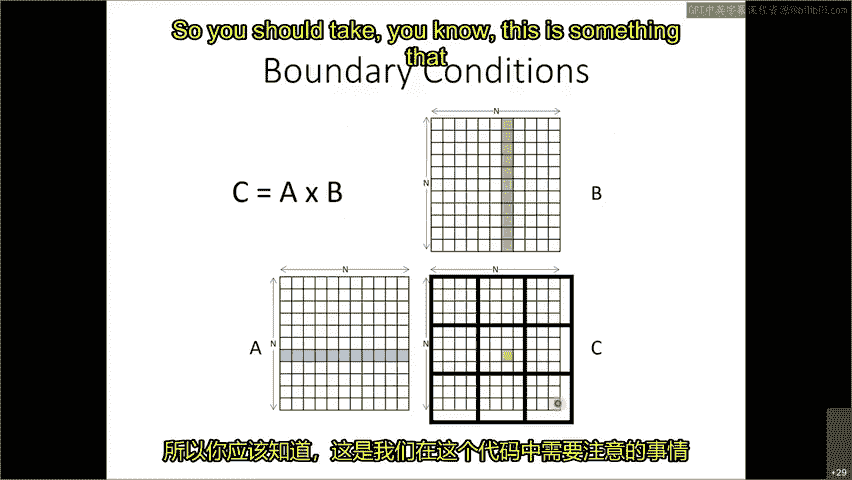 So you should take, you know, this is something
that
Boundary Conditions
N
N
C = A x B
B
N
N
A
N
N
C
所以你应该知道，这是我们在这个代码中需要注意的事情
+29